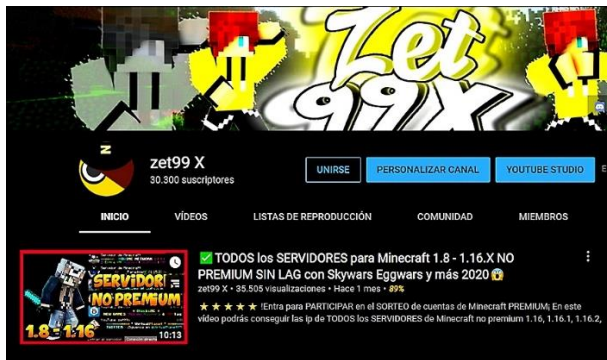 Zet
99X
zet99 X
30.300 suscriptores
UNIRSE
PERSONALIZAR CANAL
YOUTUBE STUDIO
INICIO
VÍDEOS
LISTAS DE REPRODUCCIÓN
COMUNIDAD
MIEMBROS
SERVIDOR
NO PREMIUM
1.8 - 1.16
10:13
✅TODOS los SERVIDORES para Minecraft 1.8 - 1.16.X NO
PREMIUM SIN LAG con Skywars Eggwars y más 2020😱
zet99 X • 35.505 visualizaciones • Hace 1 mes • 89%
★ ★ ★ ★ ★ !Entra para PARTICIPAR en el SORTEO de cuentas de Minecraft PREMIUM¡ En este
vídeo podrás conseguir las ip de TODOS los SERVIDORES de Minecraft no premium 1.16, 1.16.1, 1.16.2,